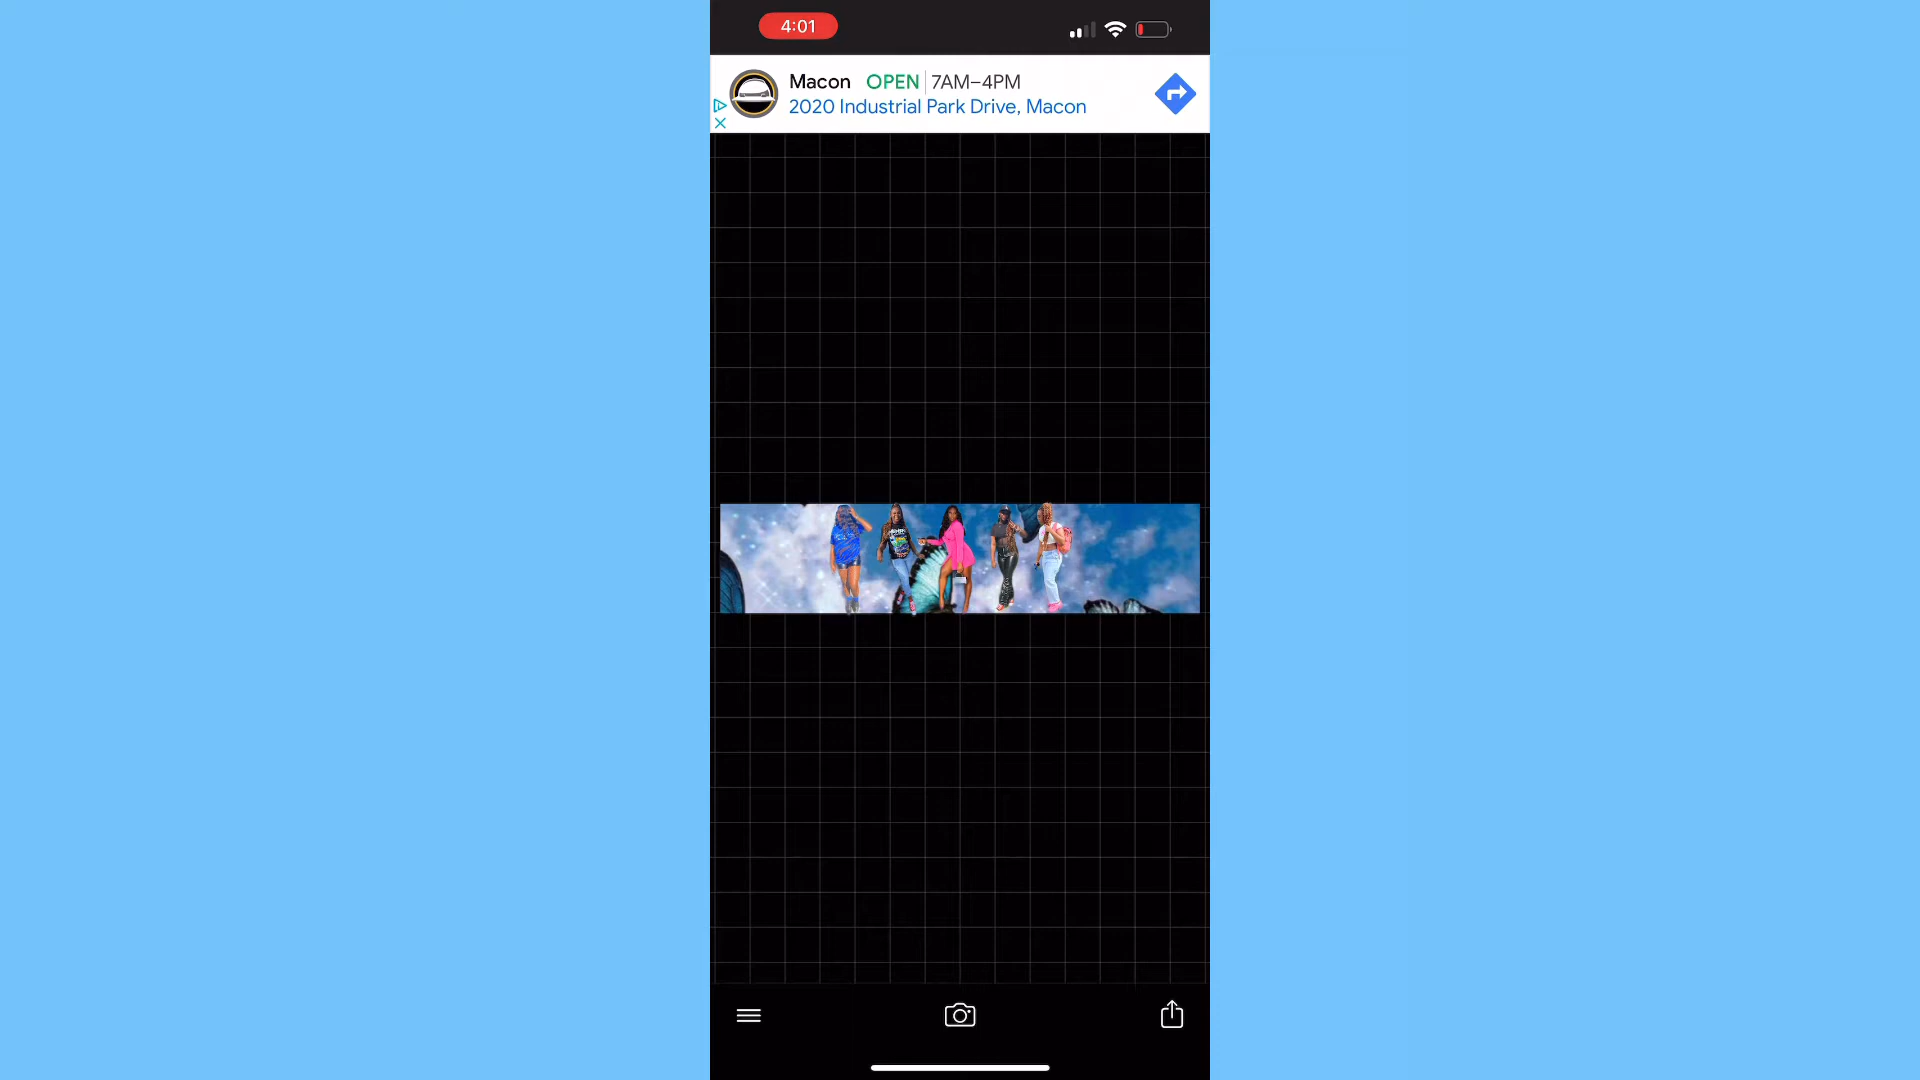 4:01
Macon OPEN 7AM–4PM
2020 Industrial Park Drive, Macon